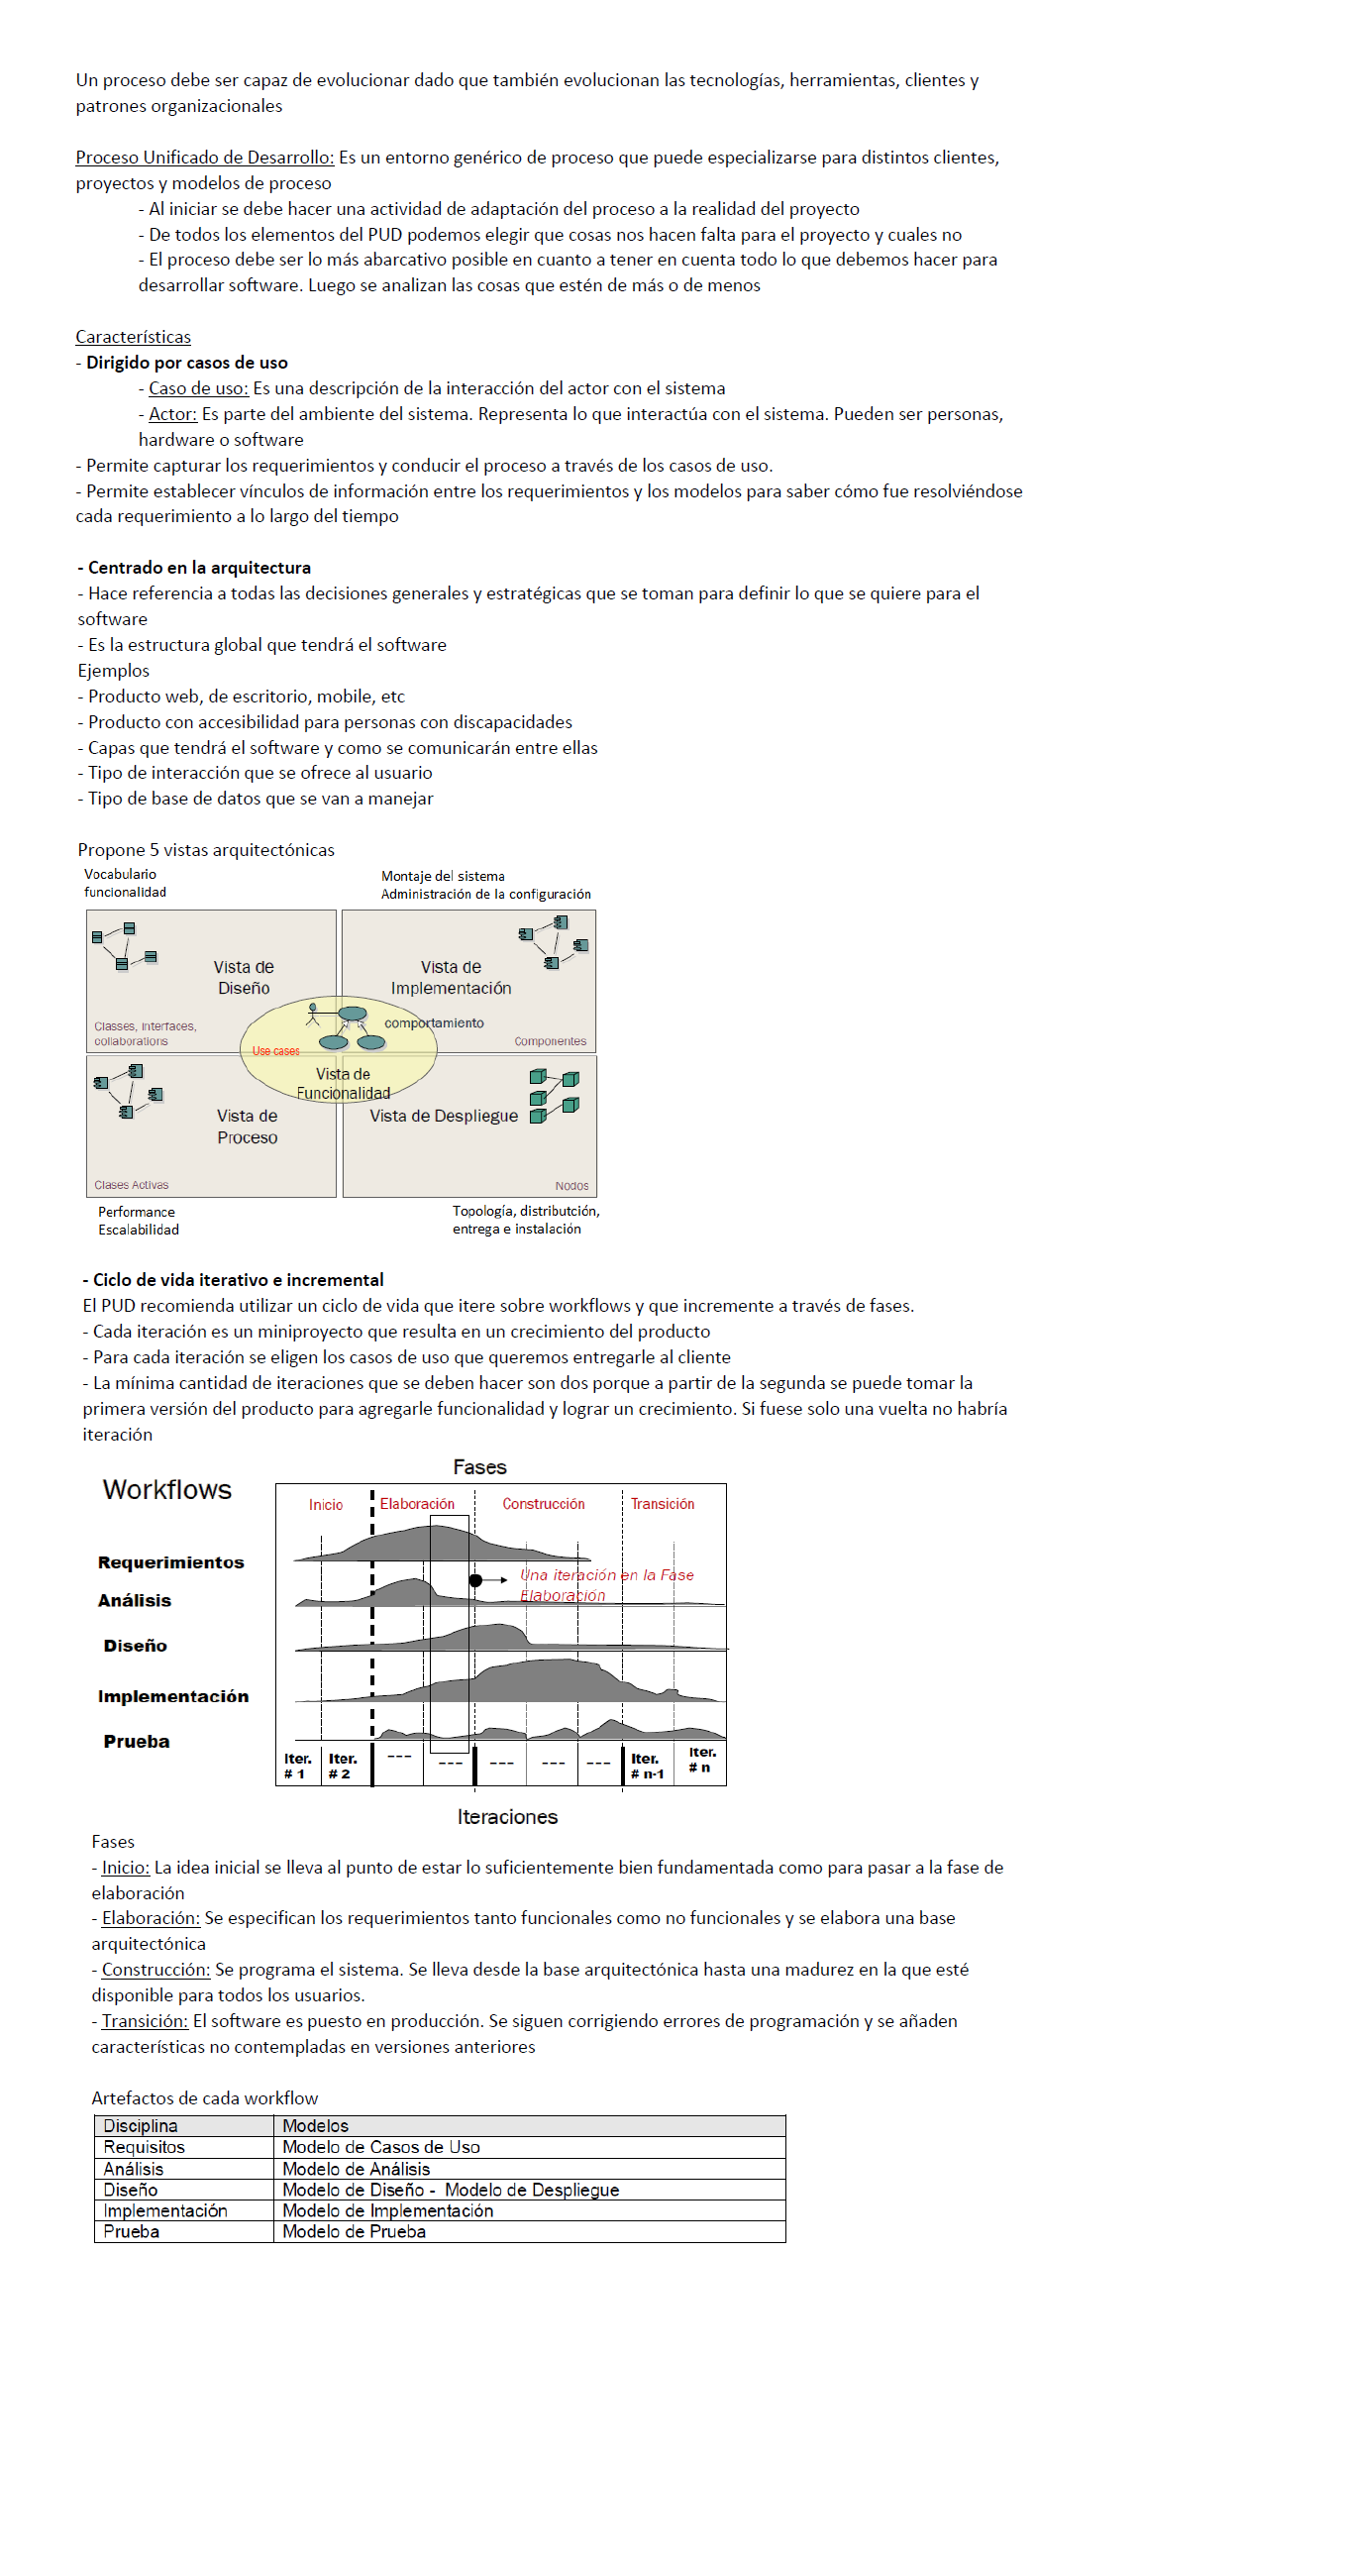 Un proceso debe ser capaz de evolucionar dado que también evolucionan las tecnologías, herramientas, clientes y
patrones organizacionales
Proceso Unificado de Desarrollo: Es un entorno genérico de proceso que puede especializarse para distintos clientes,
proyectos y modelos de proceso
- Al iniciar se debe hacer una actividad de adaptación del proceso a la realidad del proyecto
- De todos los elementos del PUD podemos elegir que cosas nos hacen falta para el proyecto y cuales no
- El proceso debe ser lo más abarcativo posible en cuanto a tener en cuenta todo lo que debemos hacer para
desarrollar software. Luego se analizan las cosas que estén de más o de menos
Características
- Dirigido por casos de uso
- Caso de uso: Es una descripción de la interacción del actor con el sistema
- Actor: Es parte del ambiente del sistema. Representa lo que interactúa con el sistema. Pueden ser personas,
hardware o software
- Permite capturar los requerimientos y conducir el proceso a través de los casos de uso.
- Permite establecer vínculos de información entre los requerimientos y los modelos para saber cómo fue resolviéndose
cada requerimiento a lo largo del tiempo
- Centrado en la arquitectura
- Hace referencia a todas las decisiones generales y estratégicas que se toman para definir lo que se quiere para el
software
- Es la estructura global que tendrá el software
Ejemplos
- Producto web, de escritorio, mobile, etc
- Producto con accesibilidad para personas con discapacidades
- Capas que tendrá el software y como se comunicarán entre ellas
- Tipo de interacción que se ofrece al usuario
- Tipo de base de datos que se van a manejar
Propone 5 vistas arquitectónicas
Vocabulario
funcionalidad
Montaje del sistema
Administración de la configuración
Vista de
Diseño
Vista de
Implementación
Classes, interfaces,
collaborations
comportamiento
Componentes
Use cases
Vista de
Funcionalidad
Vista de
Proceso
Vista de Despliegue
Clases Activas
Nodos
Performance
Escalabilidad
Topología, distributción,
entrega e instalación
- Ciclo de vida iterativo e incremental
El PUD recomienda utilizar un ciclo de vida que itere sobre workflows y que incremente a través de fases.
- Cada iteración es un miniproyecto que resulta en un crecimiento del producto
- Para cada iteración se eligen los casos de uso que queremos entregarle al cliente
- La mínima cantidad de iteraciones que se deben hacer son dos porque a partir de la segunda se puede tomar la
primera versión del producto para agregarle funcionalidad y lograr un crecimiento. Si fuese solo una vuelta no habría
iteración
Fases
Workflows
Inicio Elaboración Construcción Transición
Requerimientos
Una iteración en la Fase
Elaboración
Análisis
Diseño
Implementación
Prueba
Iter. # 1
Iter. # 2
---
---
---
---
---
Iter. # n-1
Iter. # n
Iteraciones
Fases
- Inicio: La idea inicial se lleva al punto de estar lo suficientemente bien fundamentada como para pasar a la fase de
elaboración
- Elaboración: Se especifican los requerimientos tanto funcionales como no funcionales y se elabora una base
arquitectónica
- Construcción: Se programa el sistema. Se lleva desde la base arquitectónica hasta una madurez en la que esté
disponible para todos los usuarios.
- Transición: El software es puesto en producción. Se siguen corrigiendo errores de programación y se añaden
características no contempladas en versiones anteriores
Artefactos de cada workflow
Disciplina Modelos
Requisitos Modelo de Casos de Uso
Análisis Modelo de Análisis
Diseño Modelo de Diseño - Modelo de Despliegue
Implementación Modelo de Implementación
Prueba Modelo de Prueba